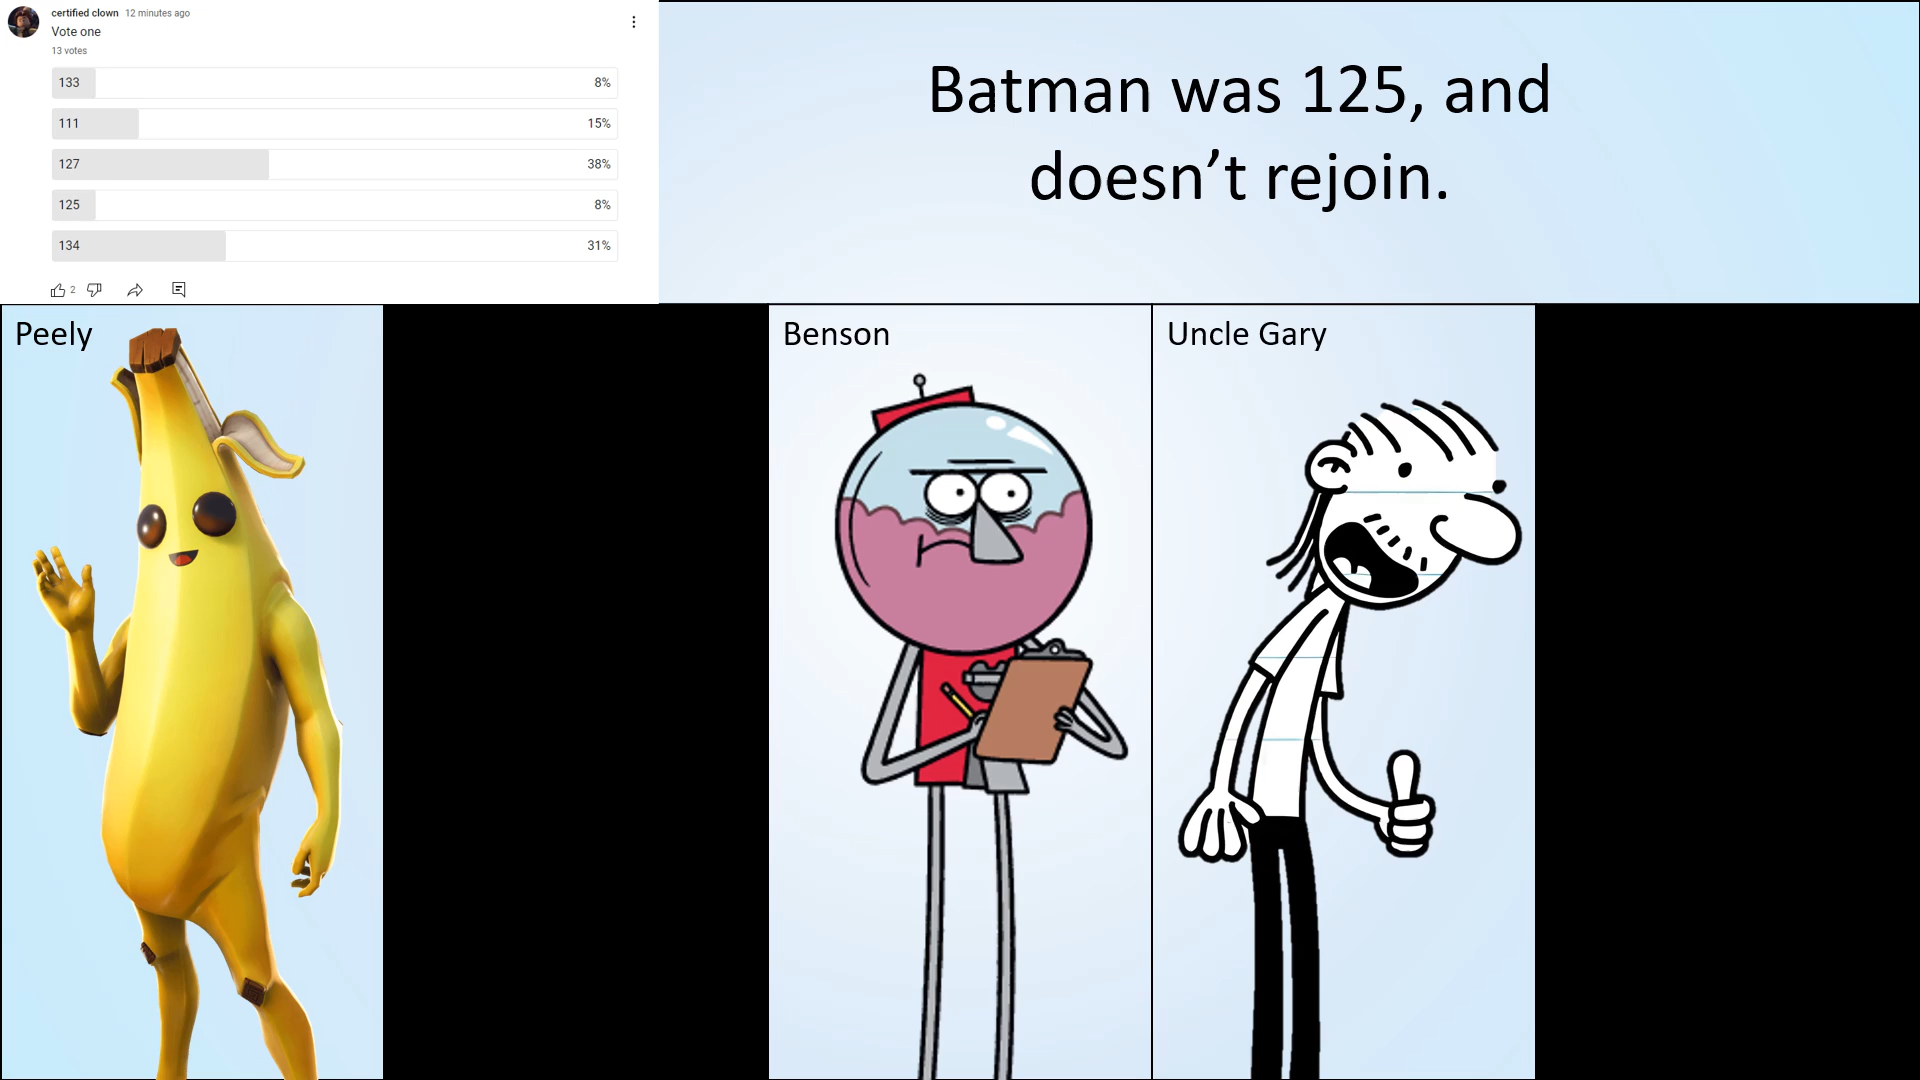 certified clown 12 minutes ago
Vote one
13 votes
133 8%
111 15%
127 38%
125 8%
134 31%
2
Batman was 125, and
doesn’t rejoin.
Peely
Benson
Uncle Gary